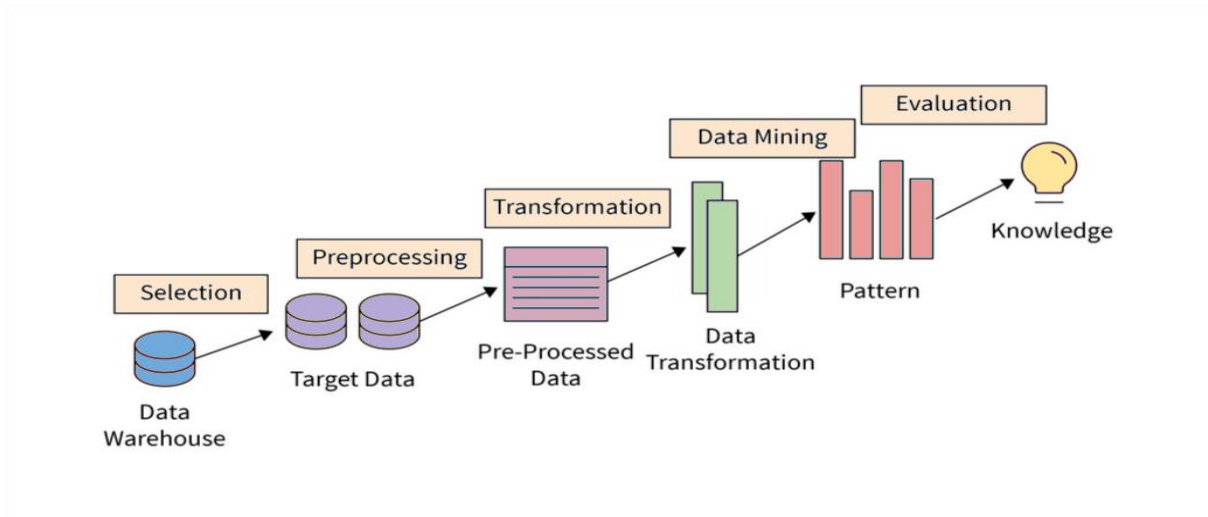 Selection
Data
Warehouse
Preprocessing
Target Data
Transformation
Pre-Processed
Data
Data Mining
Data
Transformation
Evaluation
Pattern
Knowledge